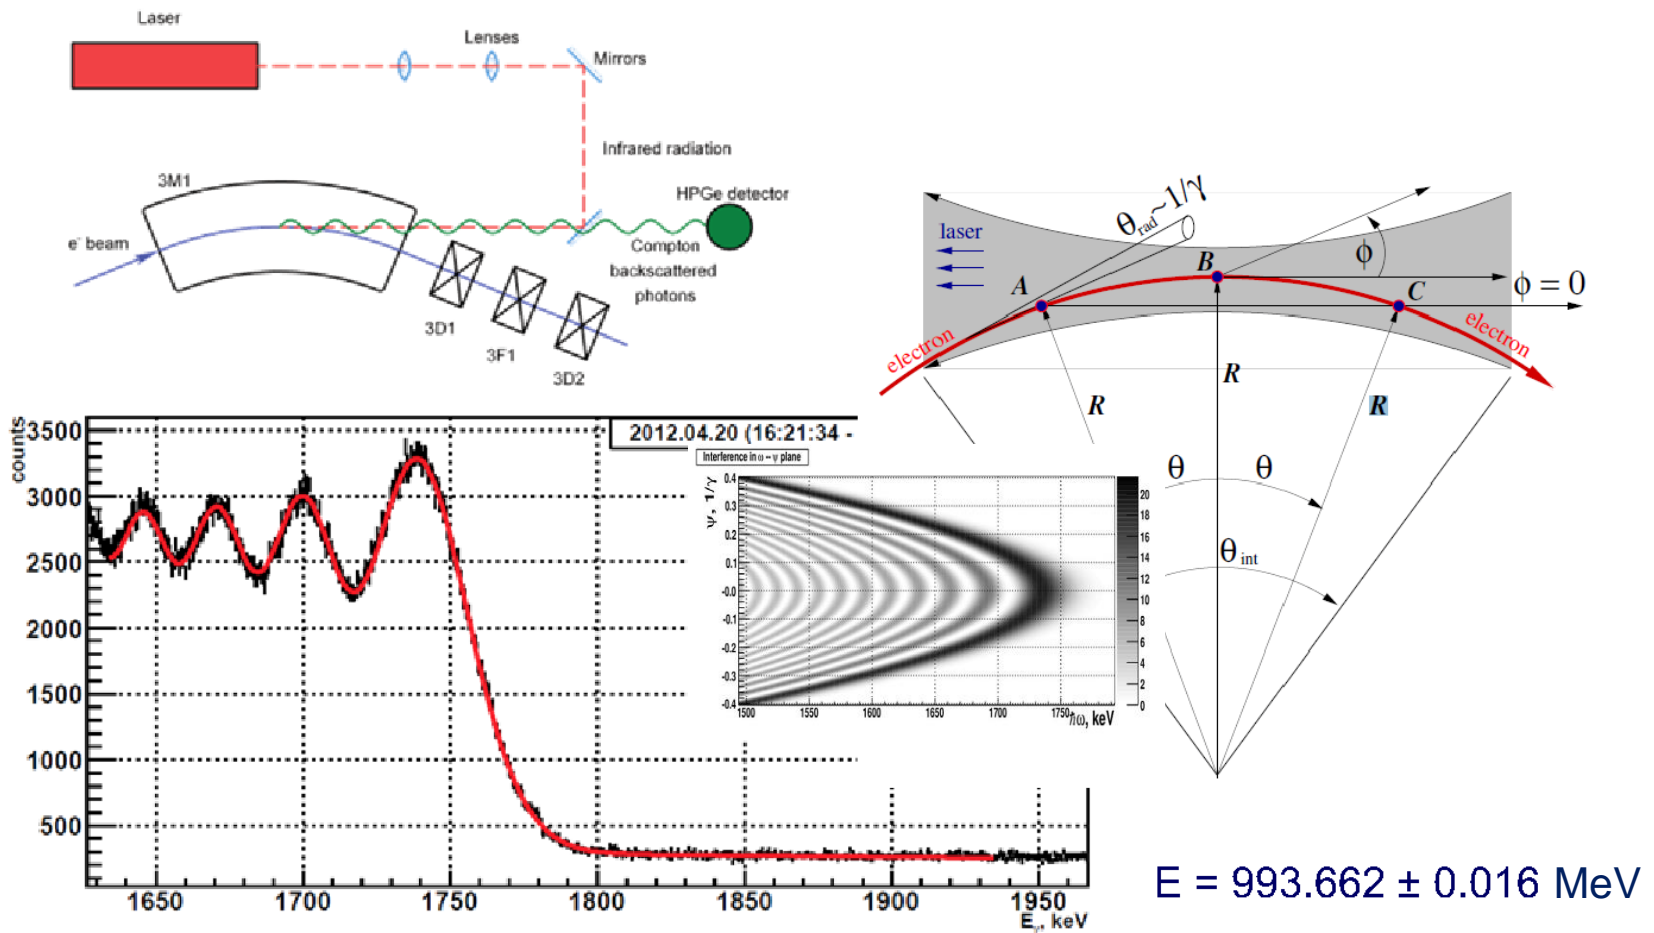 Laser
Lenses
Mirrors
Infrared radiation
3M1
HPGe detector
e⁻ beam
Compton
backscattered
photons
3D1
3F1
3D2
θrad~1/γ
laser
A
B
C
ϕ
ϕ = 0
electron
electron
R
R
R
θ
θ
θint
counts
3500
3000
2500
2000
1500
1000
500
1650
1700
1750
1800
1850
1900
1950
Eγ, keV
2012.04.20 (16:21:34 -
Interference in ω – ψ plane
ψ, 1/γ
0.4
0.3
0.2
0.1
-0.0
-0.1
-0.2
-0.3
-0.4
1500
1550
1600
1650
1700
1750
ħω, keV
20
18
16
14
12
10
8
6
4
2
0
E = 993.662 ± 0.016 MeV